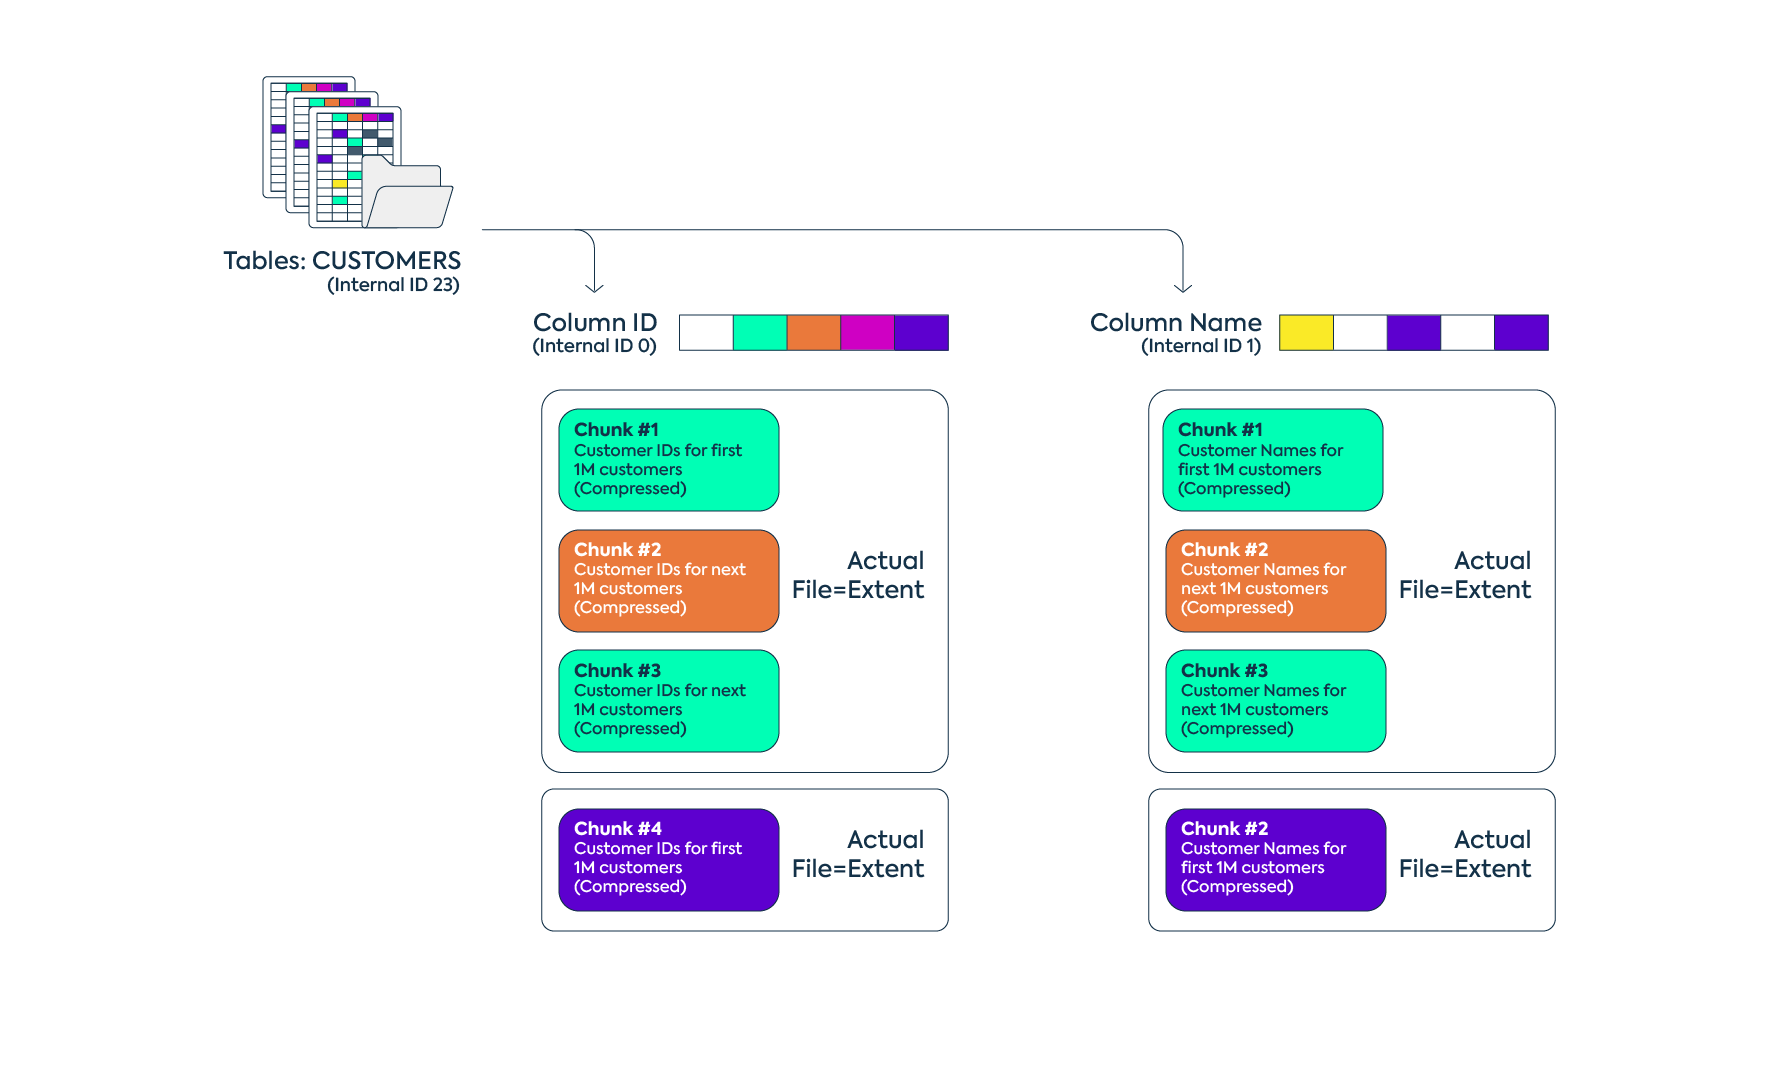 Tables: CUSTOMERS
(Internal ID 23)
Column ID
(Internal ID 0)
Chunk #1
Customer IDs for first
1M customers
(Compressed)
Chunk #2
Customer IDs for next
1M customers
(Compressed)
Chunk #3
Customer IDs for next
1M customers
(Compressed)
Actual
File=Extent
Chunk #4
Customer IDs for first
1M customers
(Compressed)
Actual
File=Extent
Column Name
(Internal ID 1)
Chunk #1
Customer Names for
first 1M customers
(Compressed)
Chunk #2
Customer Names for
next 1M customers
(Compressed)
Chunk #3
Customer Names for
next 1M customers
(Compressed)
Actual
File=Extent
Chunk #2
Customer Names for
first 1M customers
(Compressed)
Actual
File=Extent